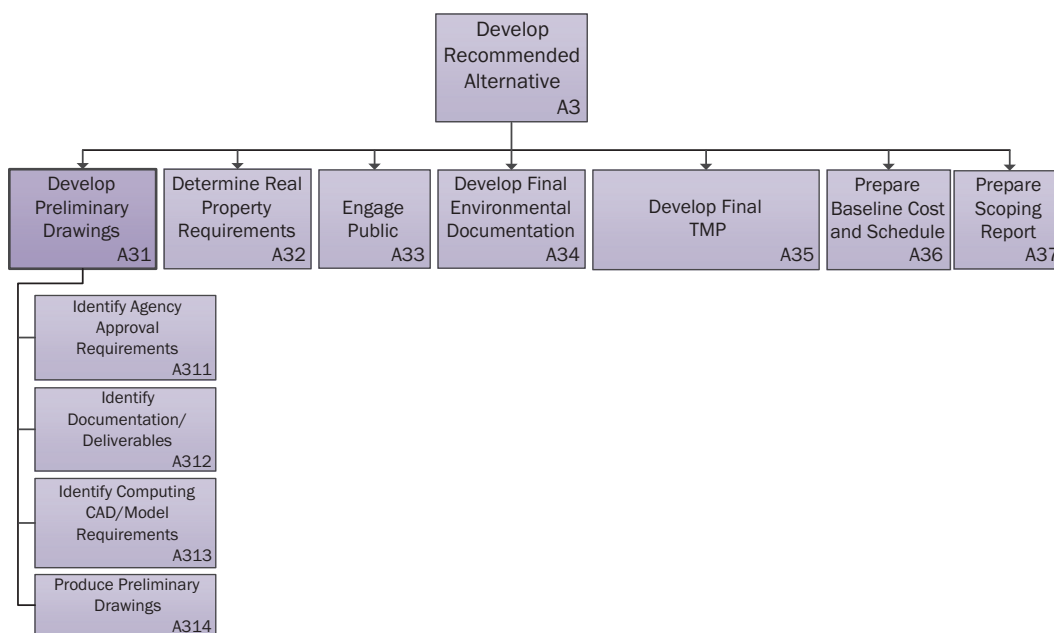 Develop
Recommended
Alternative
A3
Develop
Preliminary
Drawings
A31
Determine Real
Property
Requirements
A32
Engage
Public
A33
Develop Final
Environmental
Documentation
A34
Develop Final
TMP
A35
Prepare
Baseline Cost
and Schedule
A36
Prepare
Scoping
Report
A37
Identify Agency
Approval
Requirements
A311
Identify
Documentation/
Deliverables
A312
Identify Computing
CAD/Model
Requirements
A313
Produce Preliminary
Drawings
A314